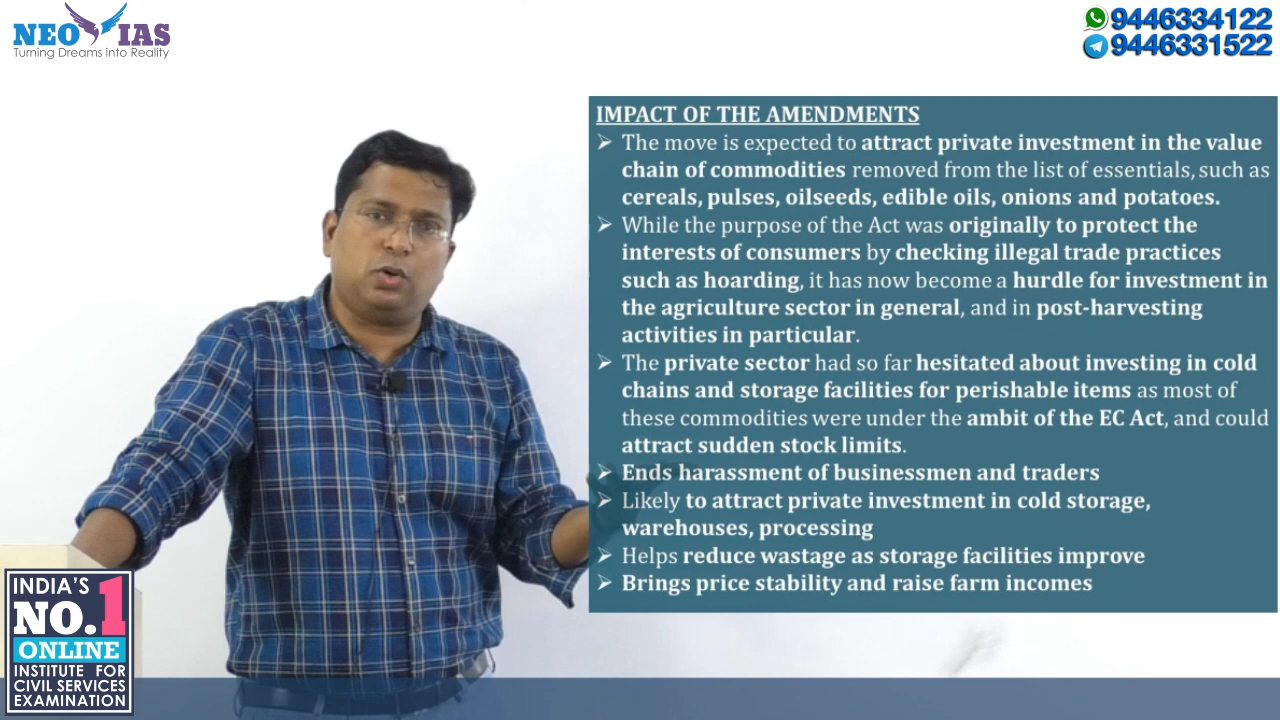 NEO IAS
Turning Dreams into Reality
9446334122
9446331522
IMPACT OF THE AMENDMENTS
➢ The move is expected to attract private investment in the value
chain of commodities removed from the list of essentials, such as
cereals, pulses, oilseeds, edible oils, onions and potatoes.
➢ While the purpose of the Act was originally to protect the
interests of consumers by checking illegal trade practices
such as hoarding, it has now become a hurdle for investment in
the agriculture sector in general, and in post-harvesting
activities in particular.
➢ The private sector had so far hesitated about investing in cold
chains and storage facilities for perishable items as most of
these commodities were under the ambit of the EC Act, and could
attract sudden stock limits.
➢ Ends harassment of businessmen and traders
➢ Likely to attract private investment in cold storage,
warehouses, processing
➢ Helps reduce wastage as storage facilities improve
➢ Brings price stability and raise farm incomes
INDIA'S
NO.1
ONLINE
INSTITUTE FOR
CIVIL SERVICES
EXAMINATION